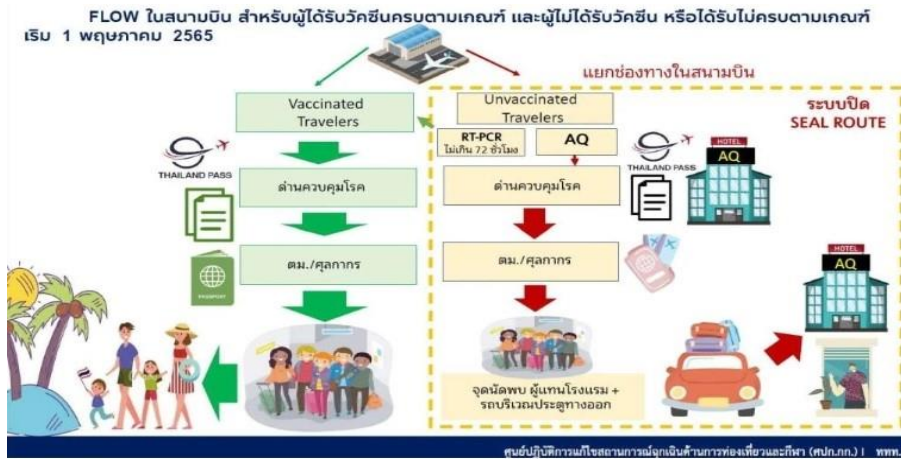 FLOW ในสนามบิน สำหรับผู้ได้รับวัคซีนครบตามเกณฑ์ และผู้ไม่ได้รับวัคซีน หรือได้รับไม่ครบตามเกณฑ์
เริ่ม 1 พฤษภาคม 2565
แยกช่องทางในสนามบิน
Vaccinated
Travelers
Unvaccinated
Travelers
ระบบปิด
SEAL ROUTE
RT-PCR
ไม่เกิน 72 ชั่วโมง
AQ
THAILAND PASS
THAILAND PASS
HOTEL
AQ
ด่านควบคุมโรค
ด่านควบคุมโรค
ตม./ศุลกากร
ตม./ศุลกากร
PASSPORT
HOTEL
AQ
จุดนัดพบ ผู้แทนโรงแรม +
รถบริเวณประตูทางออก
ศูนย์ปฏิบัติการแก้ไขสถานการณ์ฉุกเฉินด้านการท่องเที่ยวและกีฬา (ศปก.กก.) | ททท.